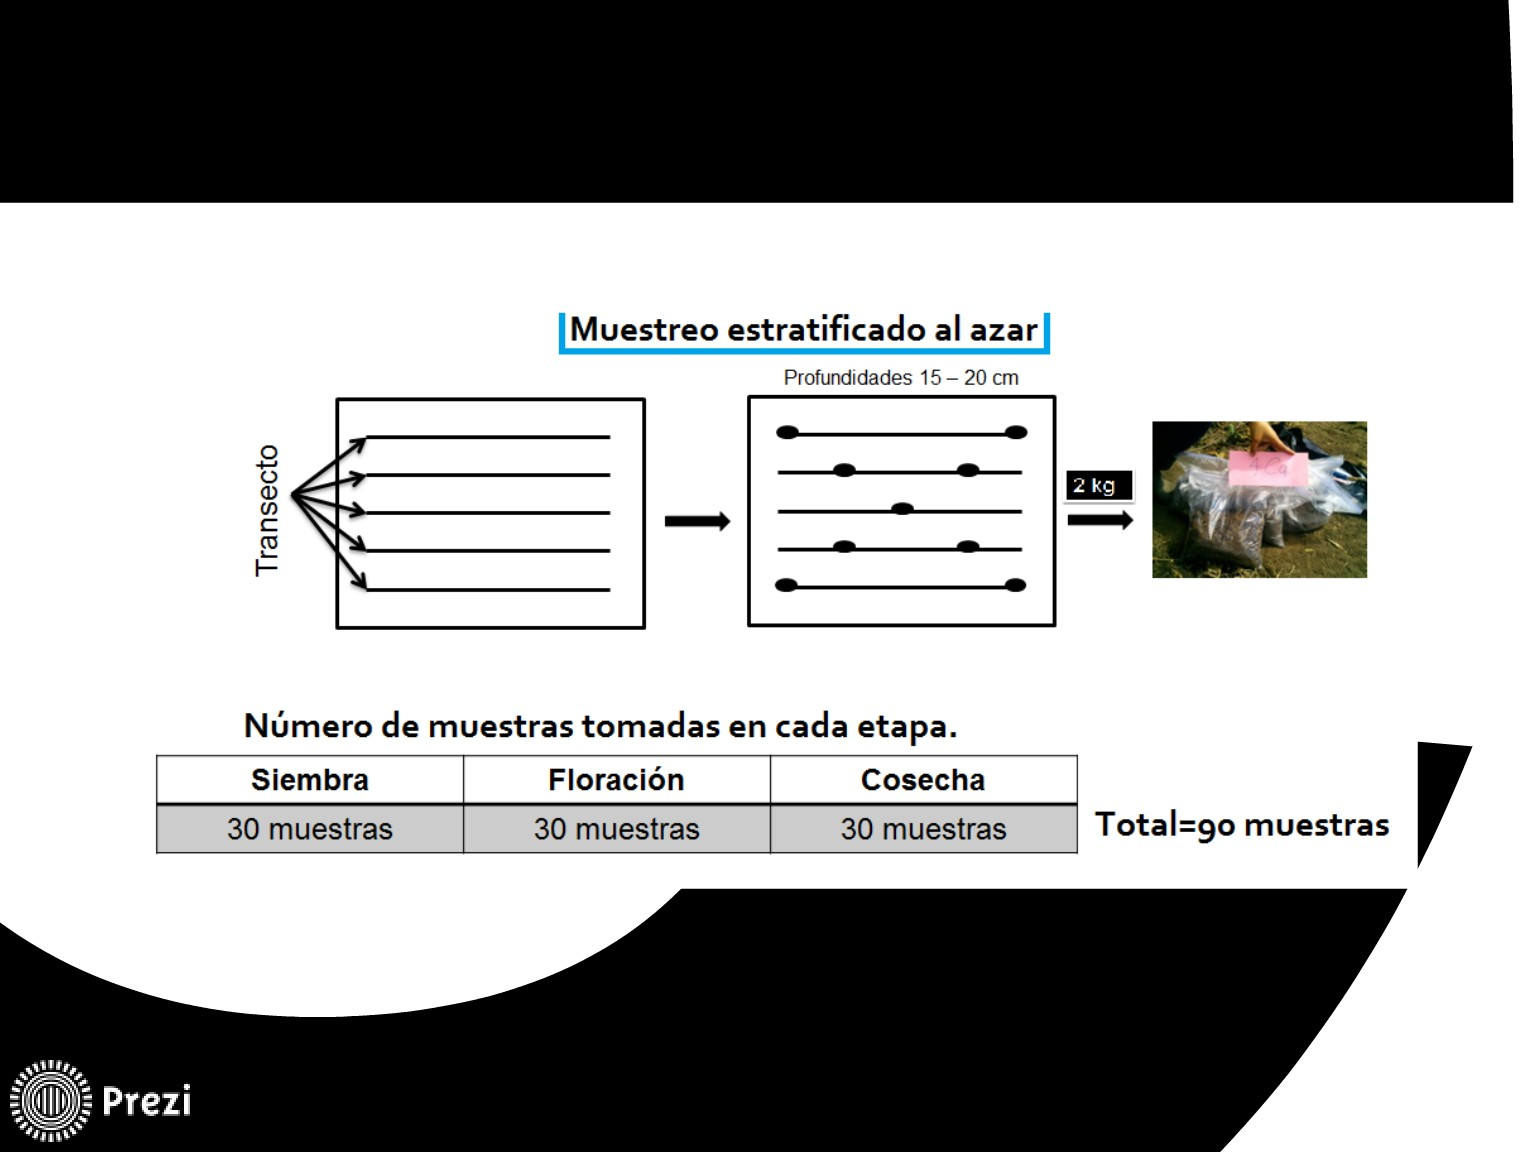 Muestreo estratificado al azar
Profundidades 15 – 20 cm
Transecto
2 kg
Número de muestras tomadas en cada etapa.
Siembra Floración Cosecha
30 muestras 30 muestras 30 muestras
Total=90 muestras
Prezi